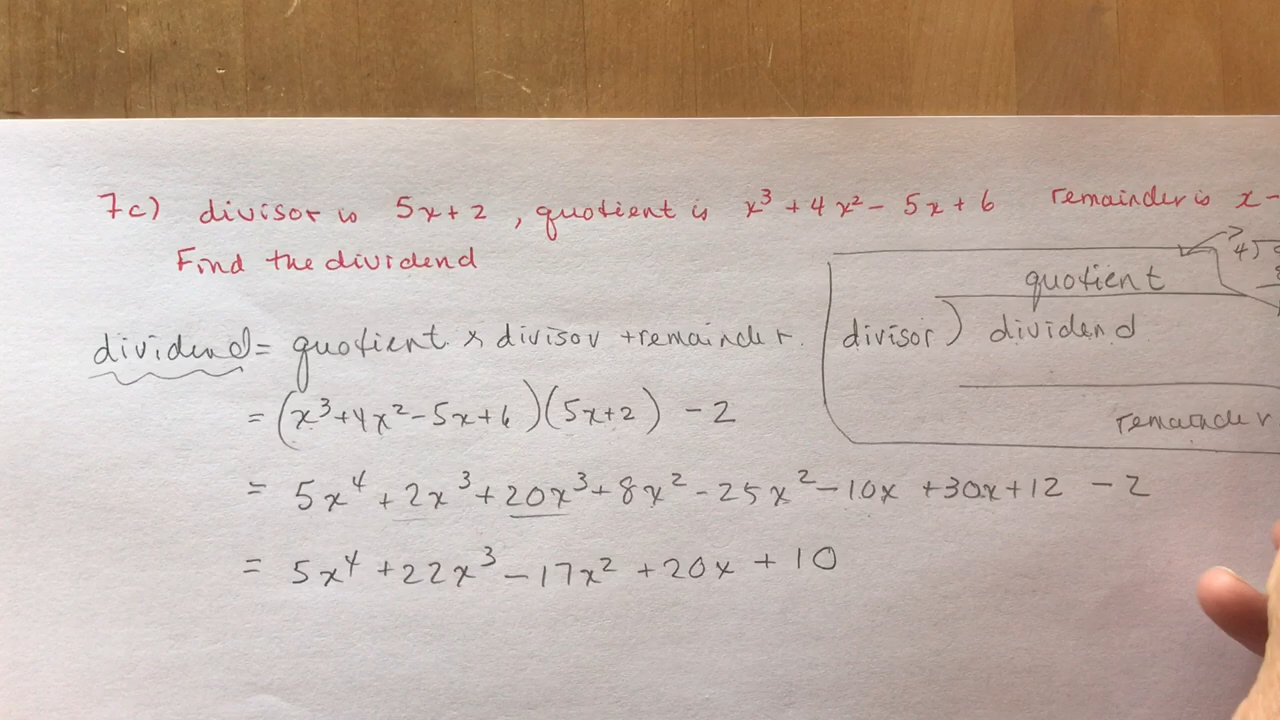 7c) divisor is 5x+2, quotient is x³+4x²-5x+6 remainder is x-
Find the dividend
4)
quotient
divisor) dividend
remainder
dividend = quotient × divisor + remainder.
= (x³+4x²-5x+6)(5x+2) -2
= 5x⁴+2x³+20x³+8x²-25x²-10x+30x+12 -2
= 5x⁴+22x³-17x²+20x+10